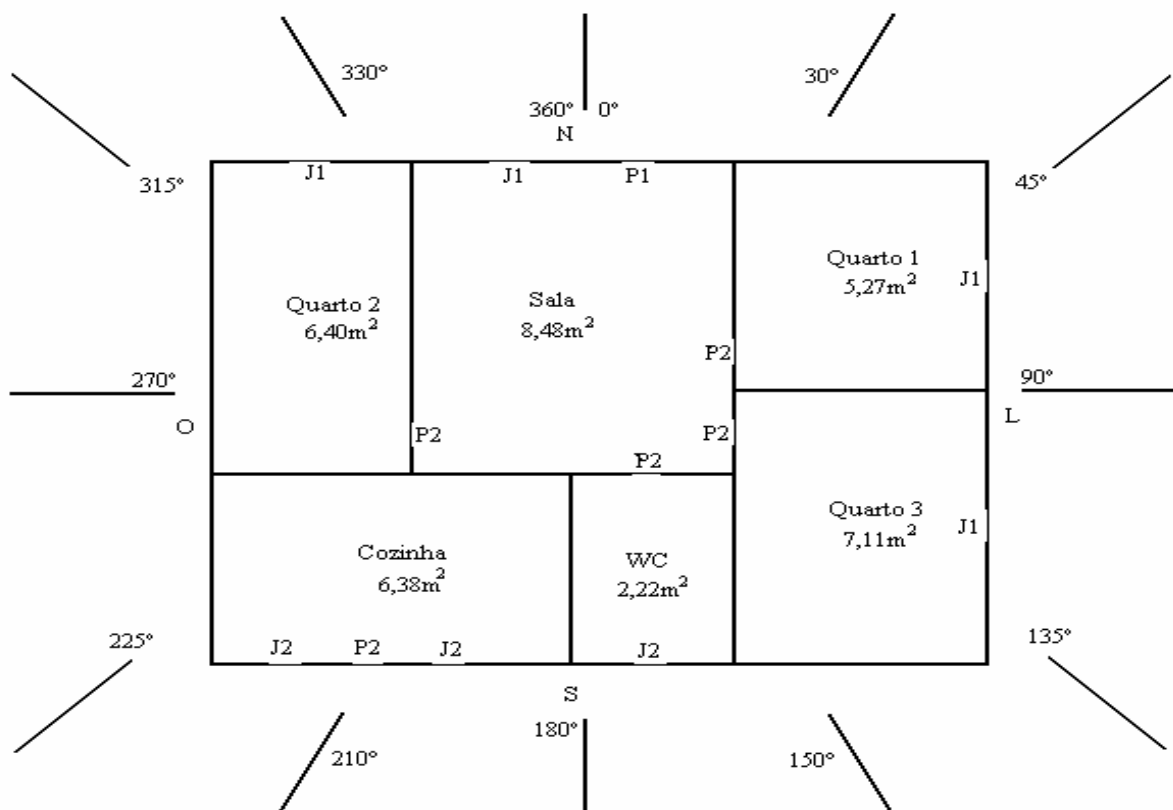 330°
30°
360° 0°
N
315°
45°
J1
J1
P1
Quarto 1
5,27m²
J1
Quarto 2
6,40m²
Sala
8,48m²
P2
270°
90°
O
L
P2
P2
P2
Quarto 3
7,11m²
J1
Cozinha
6,38m²
WC
2,22m²
225°
135°
J2
P2
J2
J2
S
180°
210°
150°